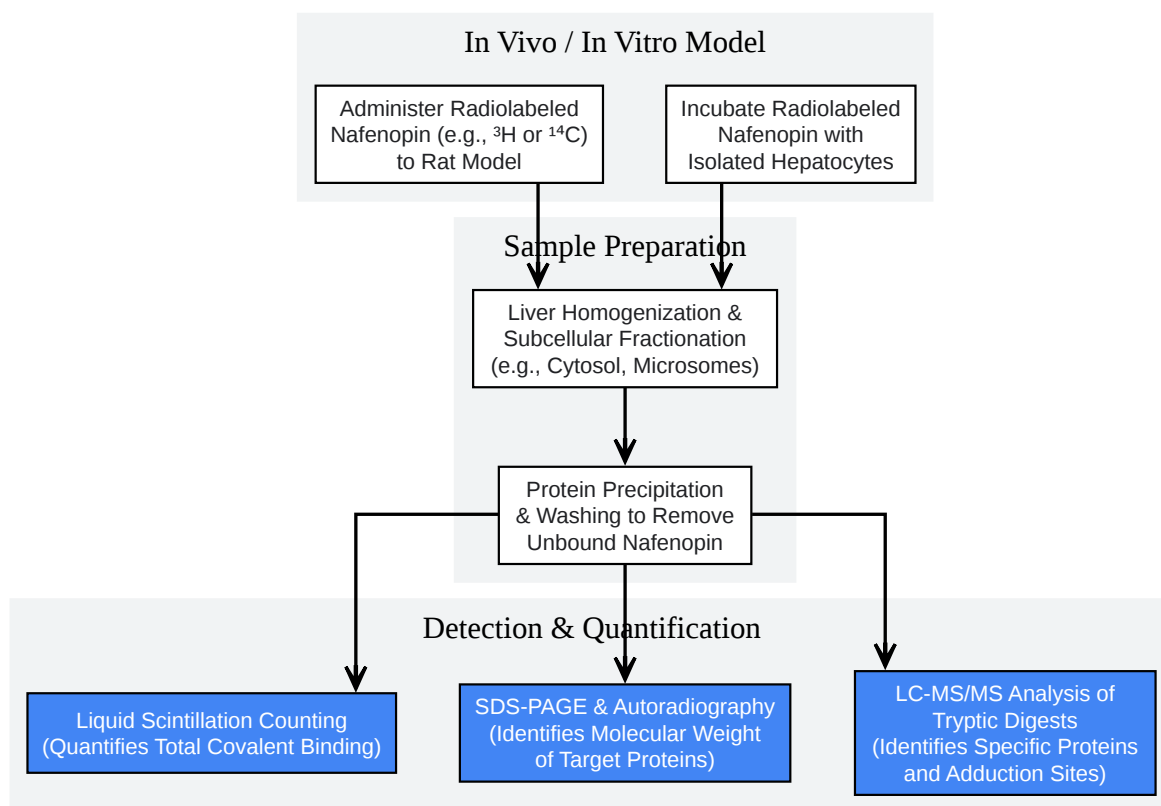 In Vivo / In Vitro Model
Administer Radiolabeled
Nafenopin (e.g., ³H or ¹⁴C)
to Rat Model
Incubate Radiolabeled
Nafenopin with
Isolated Hepatocytes
Sample Preparation
Liver Homogenization &
Subcellular Fractionation
(e.g., Cytosol, Microsomes)
Protein Precipitation
& Washing to Remove
Unbound Nafenopin
Detection & Quantification
Liquid Scintillation Counting
(Quantifies Total Covalent Binding)
SDS-PAGE & Autoradiography
(Identifies Molecular Weight
of Target Proteins)
LC-MS/MS Analysis of
Tryptic Digests
(Identifies Specific Proteins
and Adduction Sites)